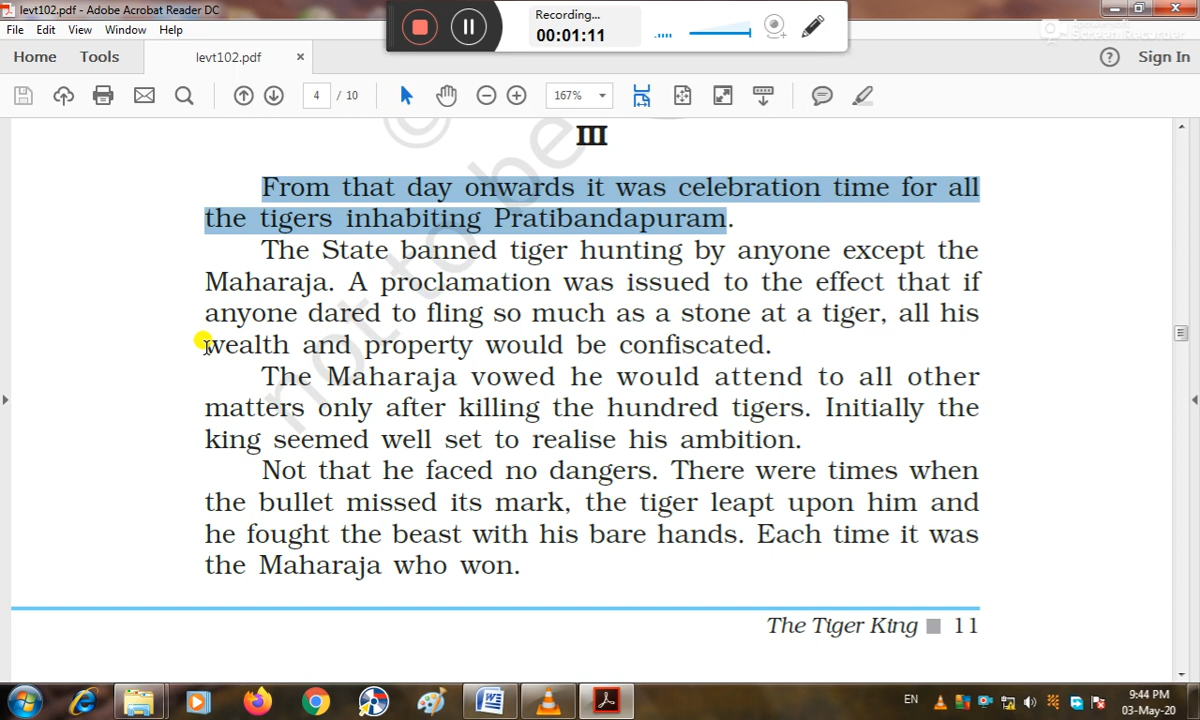 levt102.pdf - Adobe Acrobat Reader DC
Recording...
00:01:11
File Edit View Window Help
Home Tools levt102.pdf × Sign In
4 / 10 167%
III
From that day onwards it was celebration time for all
the tigers inhabiting Pratibandapuram.
The State banned tiger hunting by anyone except the
Maharaja. A proclamation was issued to the effect that if
anyone dared to fling so much as a stone at a tiger, all his
wealth and property would be confiscated.
The Maharaja vowed he would attend to all other
matters only after killing the hundred tigers. Initially the
king seemed well set to realise his ambition.
Not that he faced no dangers. There were times when
the bullet missed its mark, the tiger leapt upon him and
he fought the beast with his bare hands. Each time it was
the Maharaja who won.
The Tiger King ■ 11
not to be
EN 9:44 PM
03-May-20